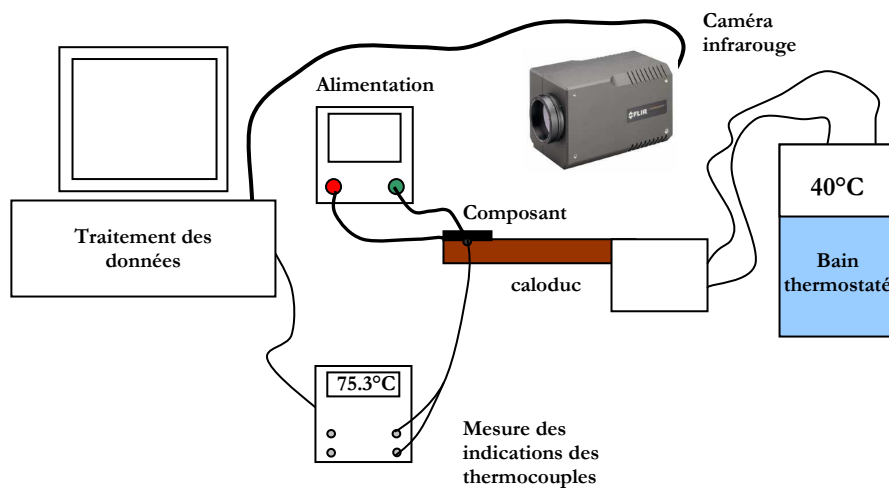 Caméra
infrarouge
Alimentation
FLIR
Composant
40°C
Traitement des
données
caloduc
Bain
thermostaté
75.3°C
Mesure des
indications des
thermocouples